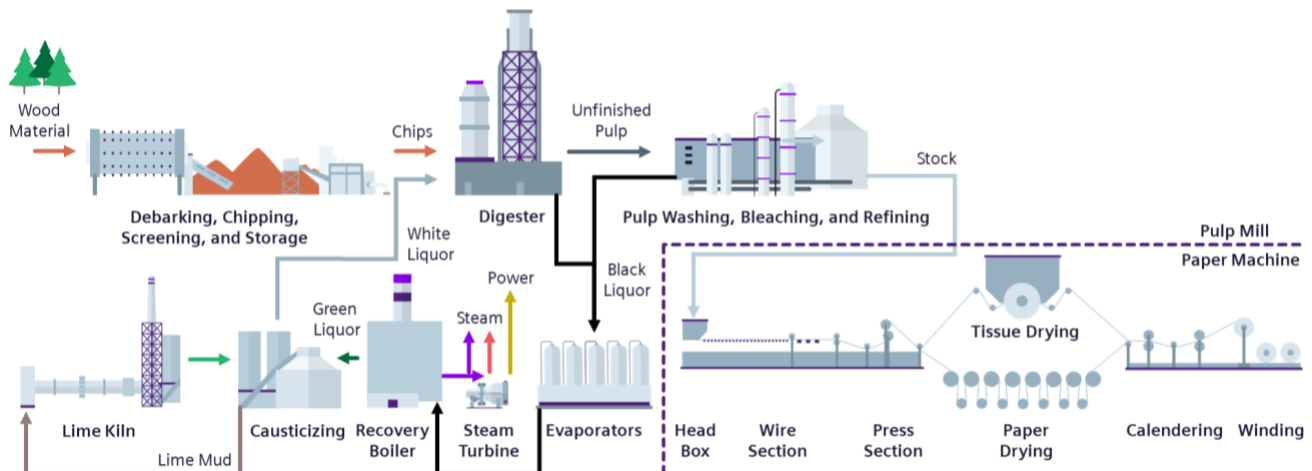 Wood
Material
Chips
Unfinished
Pulp
Stock
Debarking, Chipping,
Screening, and Storage
Digester
Pulp Washing, Bleaching, and Refining
White
Liquor
Black
Liquor
Pulp Mill
Paper Machine
Power
Green
Liquor
Steam
Tissue Drying
Lime Kiln
Causticizing
Recovery
Boiler
Steam
Turbine
Evaporators
Head
Box
Wire
Section
Press
Section
Paper
Drying
Calendering
Winding
Lime Mud